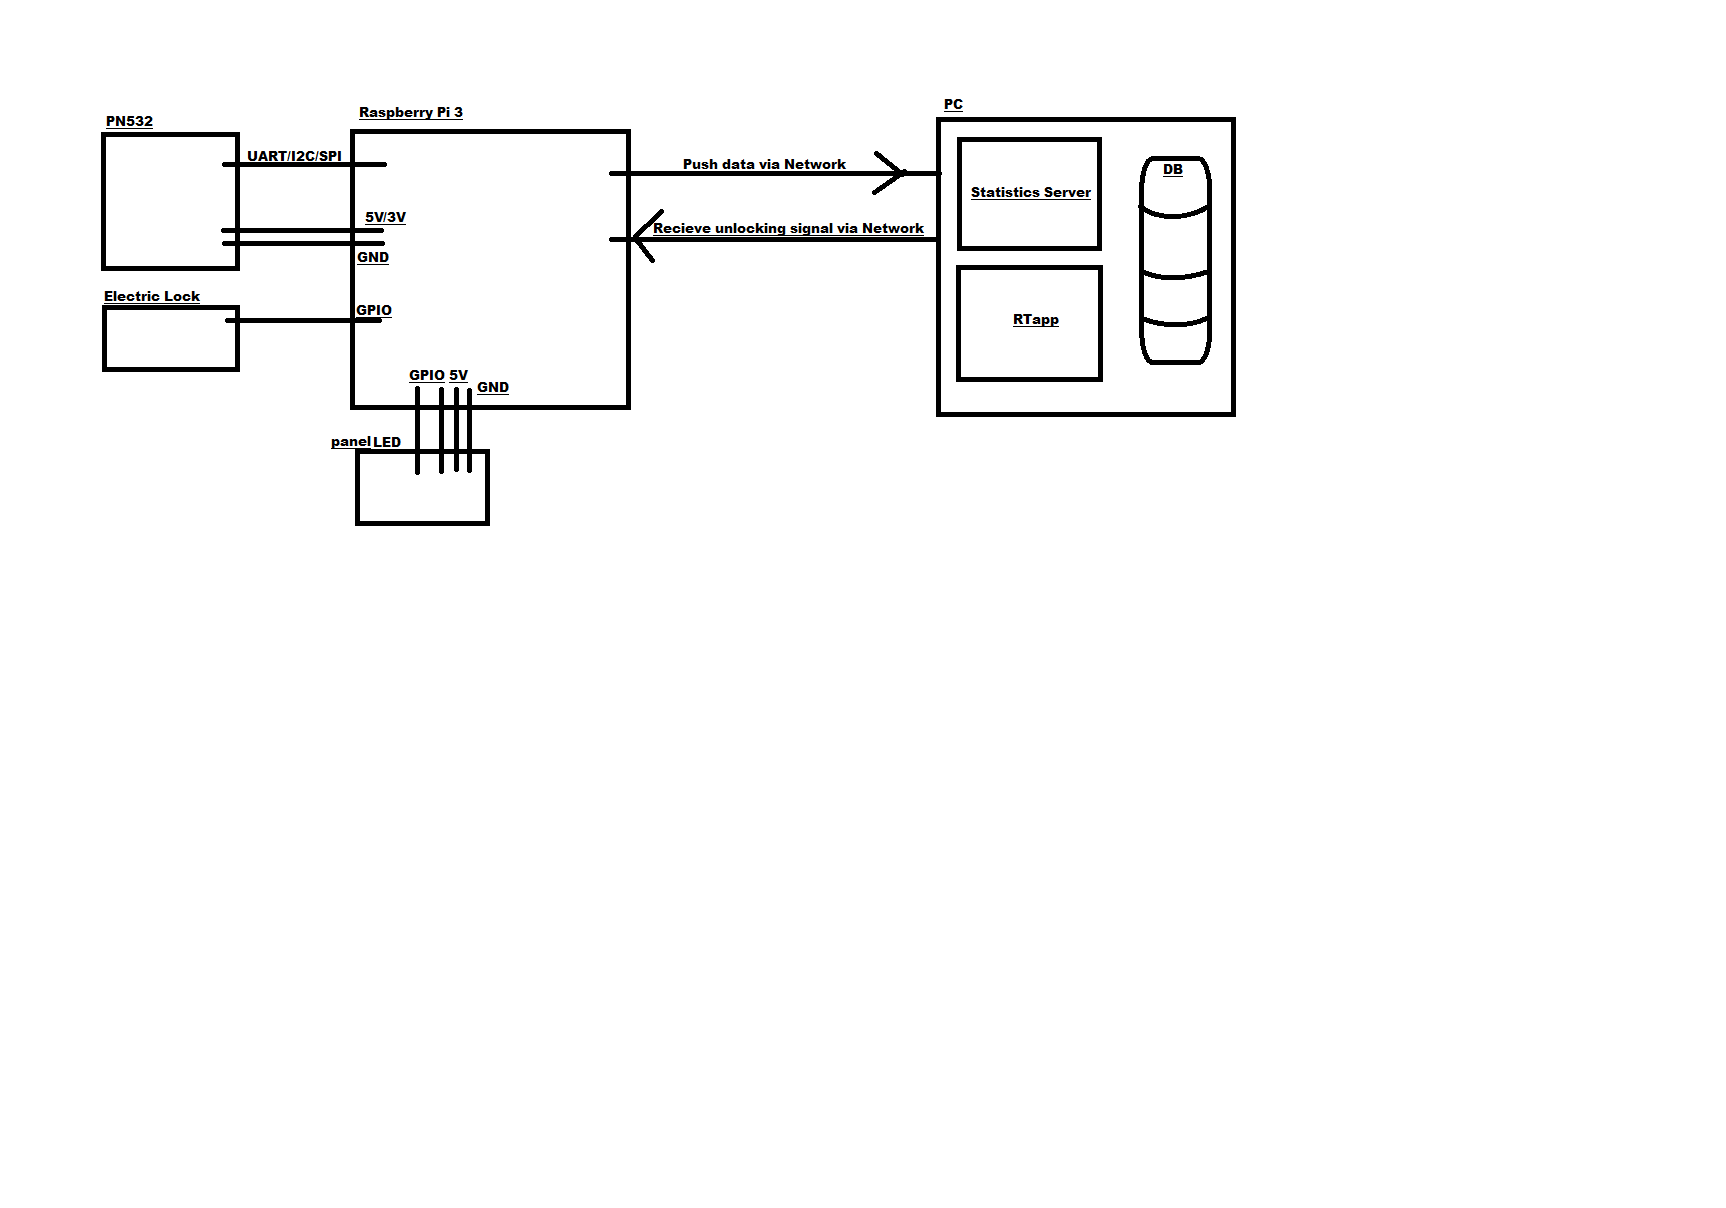 PN532
Raspberry Pi 3
PC
UART/I2C/SPI
5V/3V
GND
Electric Lock
GPIO
GPIO 5V
GND
panel LED
Push data via Network
Recieve unlocking signal via Network
Statistics Server
DB
RTapp